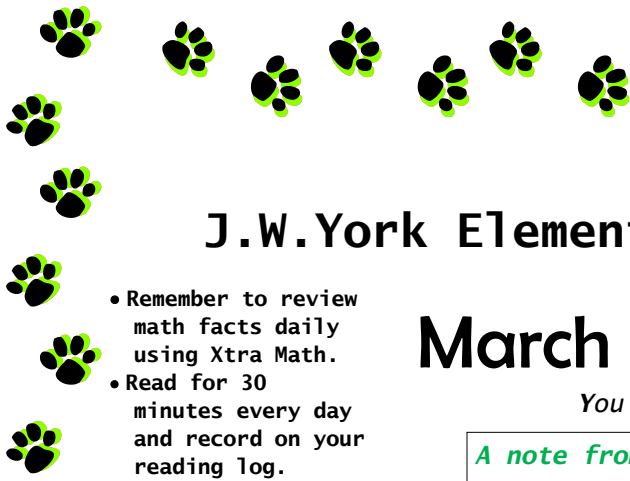 J.W.York Elemen
• Remember to review
math facts daily
using Xtra Math.
• Read for 30
minutes every day
and record on your
reading log.
March
You
A note from